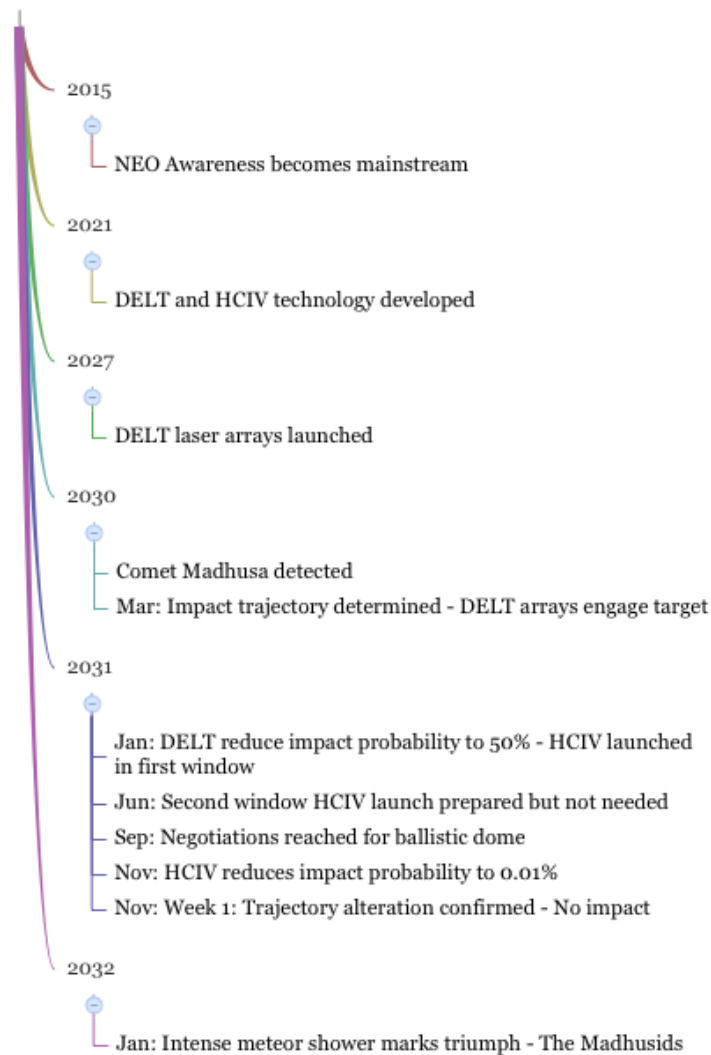 2015
NEO Awareness becomes mainstream
2021
DELT and HCIV technology developed
2027
DELT laser arrays launched
2030
Comet Madhusa detected
Mar: Impact trajectory determined - DELT arrays engage target
2031
Jan: DELT reduce impact probability to 50% - HCIV launched
in first window
Jun: Second window HCIV launch prepared but not needed
Sep: Negotiations reached for ballistic dome
Nov: HCIV reduces impact probability to 0.01%
Nov: Week 1: Trajectory alteration confirmed - No impact
2032
Jan: Intense meteor shower marks triumph - The Madhusids